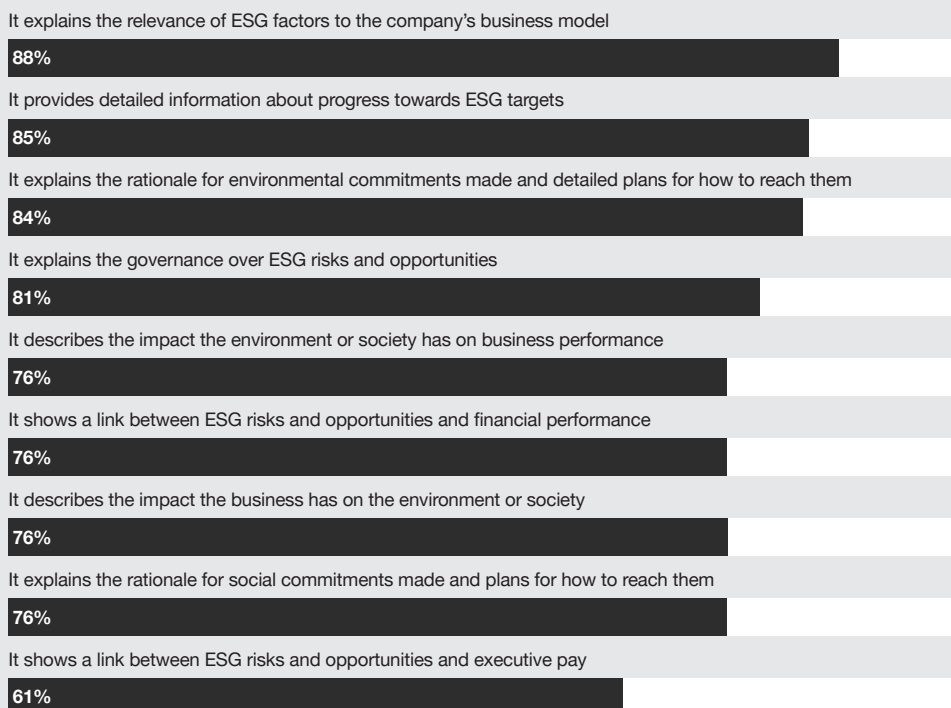 It explains the relevance of ESG factors to the company’s business model
88%
It provides detailed information about progress towards ESG targets
85%
It explains the rationale for environmental commitments made and detailed plans for how to reach them
84%
It explains the governance over ESG risks and opportunities
81%
It describes the impact the environment or society has on business performance
76%
It shows a link between ESG risks and opportunities and financial performance
76%
It describes the impact the business has on the environment or society
76%
It explains the rationale for social commitments made and plans for how to reach them
76%
It shows a link between ESG risks and opportunities and executive pay
61%